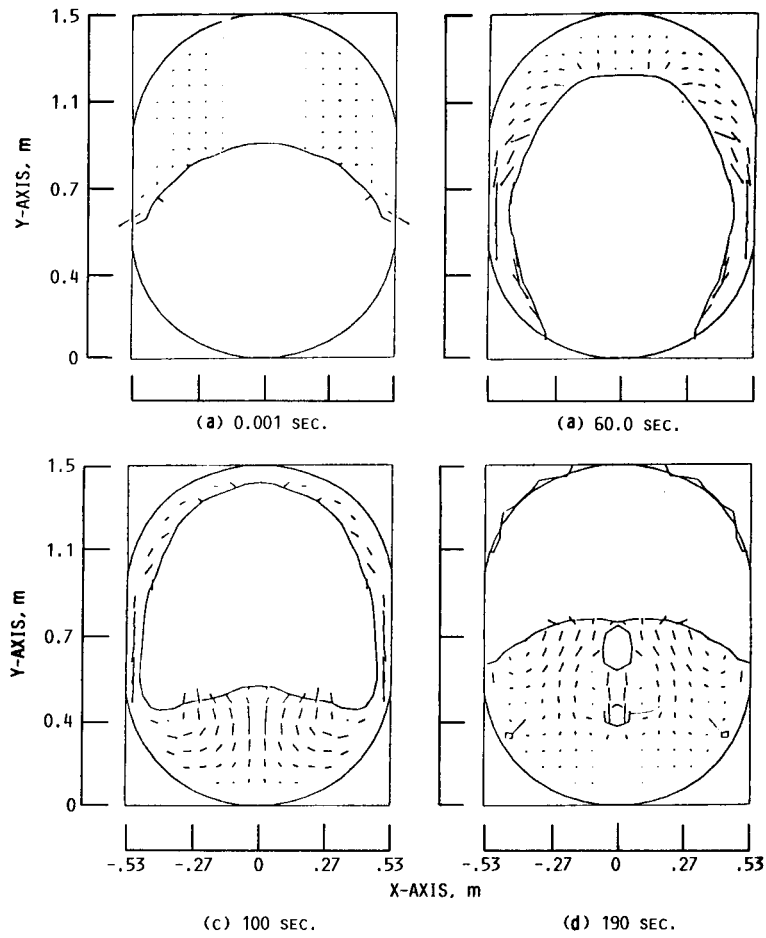 1.5
1.1
0.7
0.4
0
Y-AXIS, m
(a) 0.001 SEC.
(a) 60.0 SEC.
1.5
1.1
0.7
0.4
0
Y-AXIS, m
-.53 -.27 0 .27 .53
-.53 -.27 0 .27 .53
X-AXIS, m
(c) 100 SEC.
(d) 190 SEC.